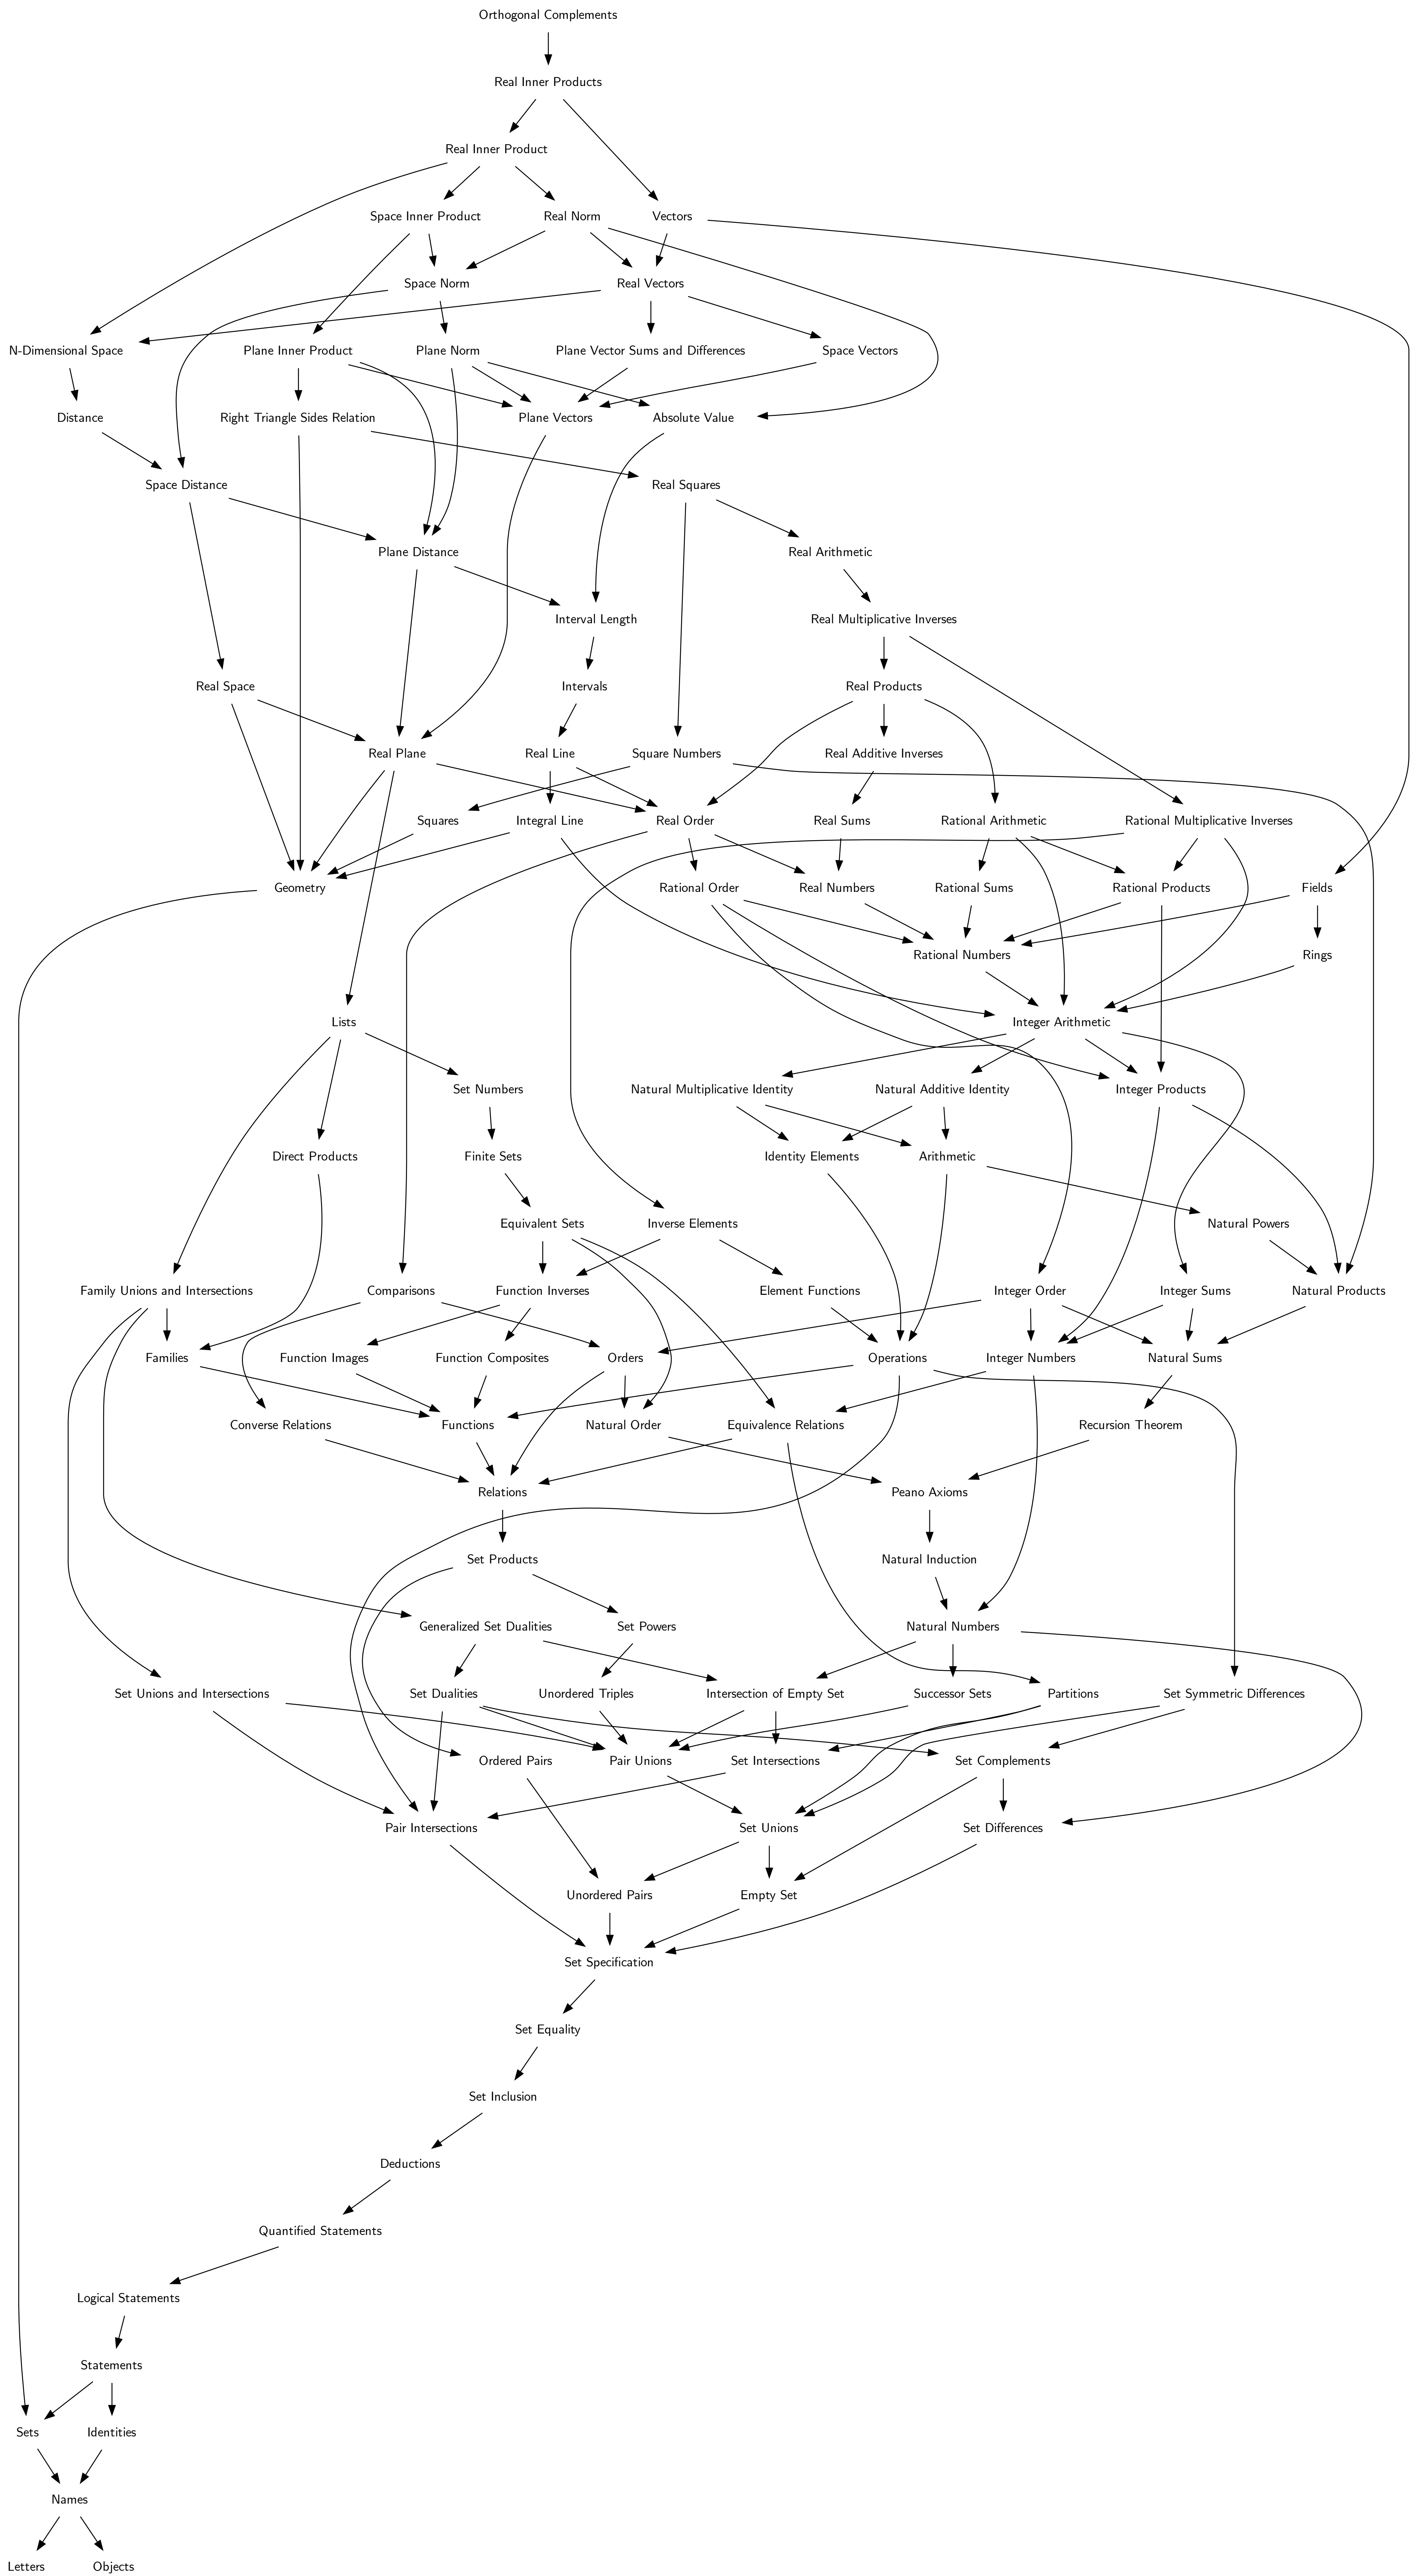 Orthogonal Complements
Real Inner Products
Real Inner Product
Space Inner Product
Real Norm
Vectors
Space Norm
Real Vectors
N-Dimensional Space
Plane Inner Product
Plane Norm
Plane Vector Sums and Differences
Space Vectors
Distance
Right Triangle Sides Relation
Plane Vectors
Absolute Value
Space Distance
Real Squares
Plane Distance
Real Arithmetic
Interval Length
Real Multiplicative Inverses
Real Space
Intervals
Real Products
Real Plane
Real Line
Square Numbers
Real Additive Inverses
Squares
Integral Line
Real Order
Real Sums
Rational Arithmetic
Rational Multiplicative Inverses
Geometry
Rational Order
Real Numbers
Rational Sums
Rational Products
Fields
Rational Numbers
Rings
Lists
Integer Arithmetic
Set Numbers
Natural Multiplicative Identity
Natural Additive Identity
Integer Products
Direct Products
Finite Sets
Identity Elements
Arithmetic
Equivalent Sets
Inverse Elements
Natural Powers
Family Unions and Intersections
Comparisons
Function Inverses
Element Functions
Integer Order
Integer Sums
Natural Products
Families
Function Images
Function Composites
Orders
Operations
Integer Numbers
Natural Sums
Converse Relations
Functions
Natural Order
Equivalence Relations
Recursion Theorem
Relations
Peano Axioms
Set Products
Natural Induction
Generalized Set Dualities
Set Powers
Natural Numbers
Set Unions and Intersections
Set Dualities
Unordered Triples
Intersection of Empty Set
Successor Sets
Partitions
Set Symmetric Differences
Ordered Pairs
Pair Unions
Set Intersections
Set Complements
Pair Intersections
Set Unions
Set Differences
Unordered Pairs
Empty Set
Set Specification
Set Equality
Set Inclusion
Deductions
Quantified Statements
Logical Statements
Statements
Sets
Identities
Names
Letters
Objects